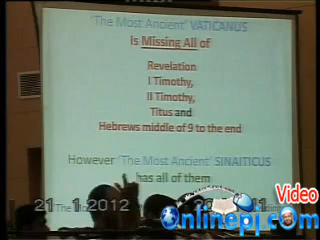 'The Most Ancient' VATICANUS
Is Missing All of
Revelation
I Timothy,
II Timothy,
Titus and
Hebrews middle of 9 to the end
However 'The Most Ancient' SINAITICUS
has all of them
21 1.2012
Video
Onlinepj.com
The